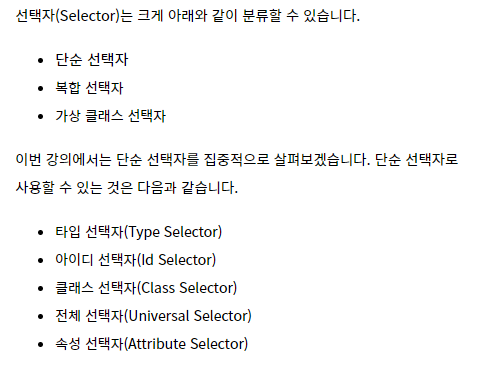 선택자(Selector)는 크게 아래와 같이 분류할 수 있습니다.
• 단순 선택자
• 복합 선택자
• 가상 클래스 선택자
이번 강의에서는 단순 선택자를 집중적으로 살펴보겠습니다. 단순 선택자로
사용할 수 있는 것은 다음과 같습니다.
• 타입 선택자(Type Selector)
• 아이디 선택자(Id Selector)
• 클래스 선택자(Class Selector)
• 전체 선택자(Universal Selector)
• 속성 선택자(Attribute Selector)